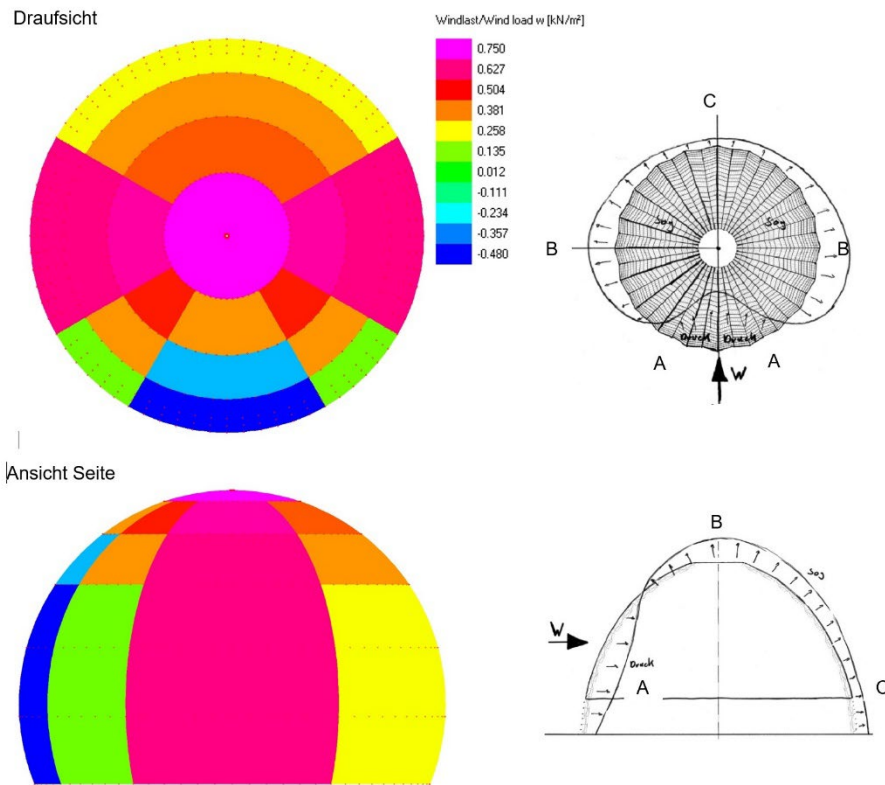 Draufsicht
Windlast/Wind load w [kN/m²]
0.750
0.627
0.504
0.381
0.258
0.135
0.012
-0.111
-0.234
-0.357
-0.480
C
Sog
Sog
B
B
Druck
Druck
A
A
W
Ansicht Seite
B
Sog
W
Druck
A
C